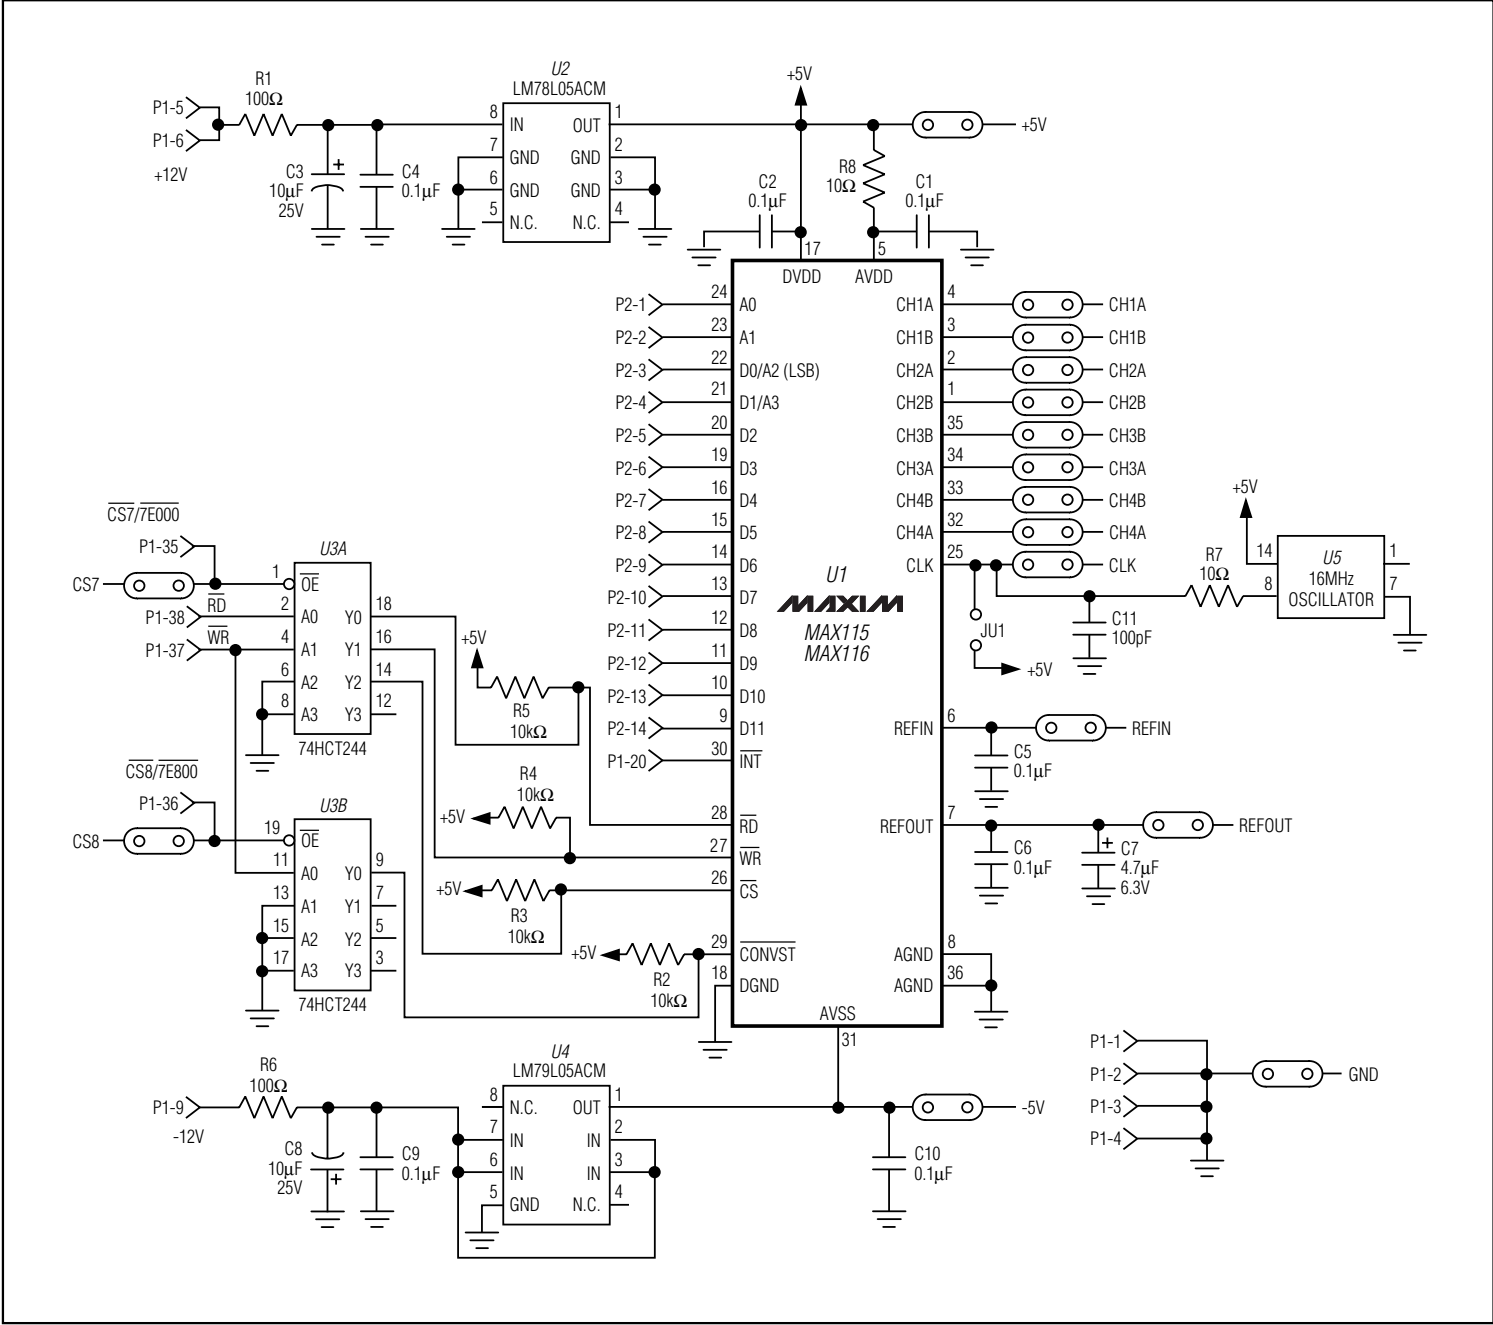 P1-5
P1-6
+12V
R1
100Ω
C3
10µF
25V
+
C4
0.1µF
U2
LM78L05ACM
8 IN OUT 1
7 GND GND 2
6 GND GND 3
5 N.C. N.C. 4
+5V
+5V
R8
10Ω
C2
0.1µF
C1
0.1µF
17
5
DVDD
AVDD
P2-1 24 A0
P2-2 23 A1
P2-3 22 D0/A2 (LSB)
P2-4 21 D1/A3
P2-5 20 D2
P2-6 19 D3
P2-7 16 D4
P2-8 15 D5
P2-9 14 D6
P2-10 13 D7
P2-11 12 D8
P2-12 11 D9
P2-13 10 D10
P2-14 9 D11
P1-20 30 INT
28 RD
27 WR
26 CS
29 CONVST
18 DGND
U1
MAXIM
MAX115
MAX116
CH1A 4 CH1A
CH1B 3 CH1B
CH2A 2 CH2A
CH2B 1 CH2B
CH3B 35 CH3B
CH3A 34 CH3A
CH4B 33 CH4B
CH4A 32 CH4A
CLK 25 CLK
REFIN 6 REFIN
REFOUT 7 REFOUT
AGND 8
AGND 36
AVSS
31
JU1
+5V
C11
100pF
R7
10Ω
+5V
14
8
U5
16MHz
OSCILLATOR
1
7
C5
0.1µF
C6
0.1µF
+
C7
4.7µF
6.3V
CS7/7E000
P1-35
CS7
P1-38
RD
P1-37
WR
U3A
1 OE
2 A0 Y0 18
4 A1 Y1 16
6 A2 Y2 14
8 A3 Y3 12
74HCT244
CS8/7E800
P1-36
CS8
U3B
19 OE
11 A0 Y0 9
13 A1 Y1 7
15 A2 Y2 5
17 A3 Y3 3
74HCT244
+5V
R5
10kΩ
R4
10kΩ
+5V
+5V
R3
10kΩ
+5V
R2
10kΩ
P1-9
-12V
R6
100Ω
C8
10µF
25V
+
C9
0.1µF
U4
LM79L05ACM
8 N.C. OUT 1
7 IN IN 2
6 IN IN 3
5 GND N.C. 4
-5V
C10
0.1µF
P1-1
P1-2
P1-3
P1-4
GND